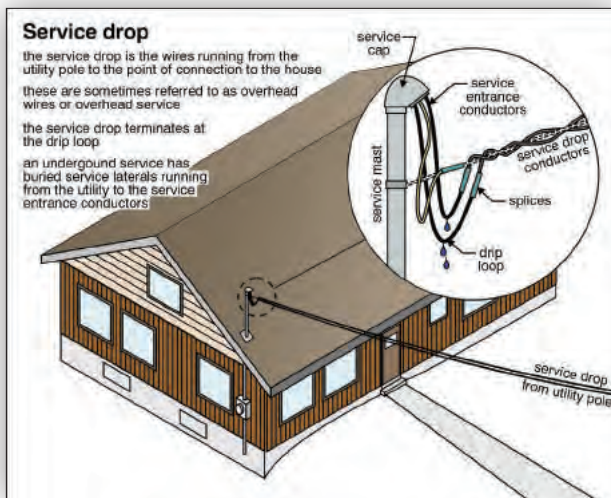 Service drop
the service drop is the wires running from the
utility pole to the point of connection to the house
these are sometimes referred to as overhead
wires or overhead service
the service drop terminates at
the drip loop
an undergound service has
buried service laterals running
from the utility to the service
entrance conductors
service
cap
service
entrance
conductors
service drop
conductors
splices
service mast
drip
loop
service drop
from utility pole